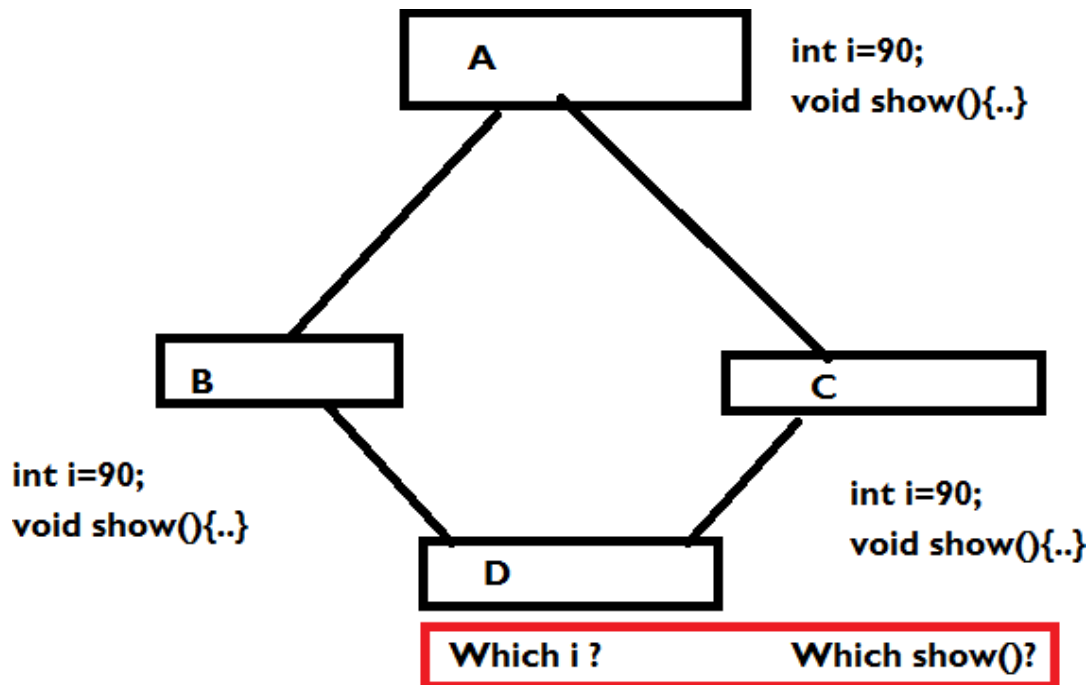 A
int i=90;
void show(){..}
B
C
int i=90;
void show(){..}
int i=90;
void show(){..}
D
Which i ? Which show()?